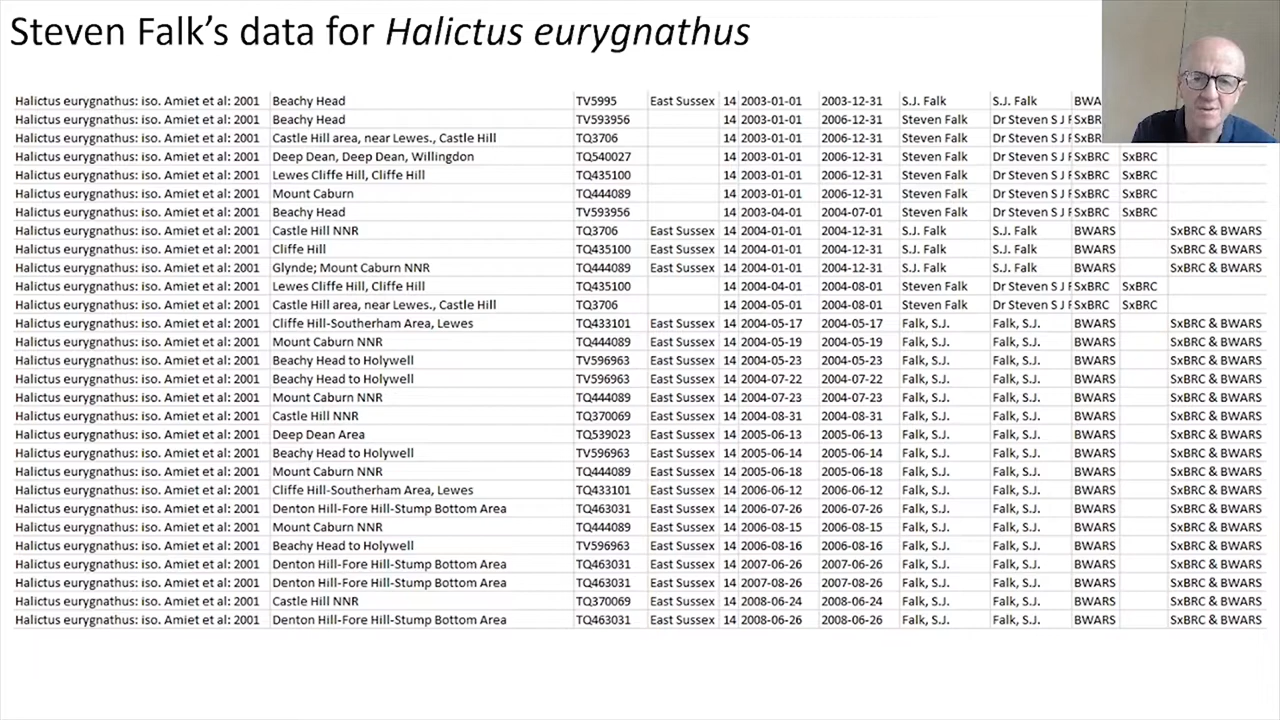 Steven Falk's data for Halictus eurygnathus
Halictus eurygnathus: iso. Amiet et al: 2001 Beachy Head TV5995 East Sussex 14 2003-01-01 2003-12-31 S.J. Falk S.J. Falk
Halictus eurygnathus: iso. Amiet et al: 2001 Beachy Head TV593956 14 2003-01-01 2006-12-31 Steven Falk Dr Steven S J F
Halictus eurygnathus: iso. Amiet et al: 2001 Castle Hill area, near Lewes., Castle Hill TQ3706 14 2003-01-01 2006-12-31 Steven Falk Dr Steven S J F
Halictus eurygnathus: iso. Amiet et al: 2001 Deep Dean, Deep Dean, Willingdon TQ540027 14 2003-01-01 2006-12-31 Steven Falk Dr Steven S J F SxBRC SxBRC
Halictus eurygnathus: iso. Amiet et al: 2001 Lewes Cliffe Hill, Cliffe Hill TQ435100 14 2003-01-01 2006-12-31 Steven Falk Dr Steven S J F SxBRC SxBRC
Halictus eurygnathus: iso. Amiet et al: 2001 Mount Caburn TQ444089 14 2003-01-01 2006-12-31 Steven Falk Dr Steven S J F SxBRC SxBRC
Halictus eurygnathus: iso. Amiet et al: 2001 Beachy Head TV593956 14 2003-04-01 2004-07-01 Steven Falk Dr Steven S J F SxBRC SxBRC
Halictus eurygnathus: iso. Amiet et al: 2001 Castle Hill NNR TQ3706 East Sussex 14 2004-01-01 2004-12-31 S.J. Falk S.J. Falk BWARS SxBRC & BWARS
Halictus eurygnathus: iso. Amiet et al: 2001 Cliffe Hill TQ435100 East Sussex 14 2004-01-01 2004-12-31 S.J. Falk S.J. Falk BWARS SxBRC & BWARS
Halictus eurygnathus: iso. Amiet et al: 2001 Glynde; Mount Caburn NNR TQ444089 East Sussex 14 2004-01-01 2004-12-31 S.J. Falk S.J. Falk BWARS SxBRC & BWARS
Halictus eurygnathus: iso. Amiet et al: 2001 Lewes Cliffe Hill, Cliffe Hill TQ435100 14 2004-04-01 2004-08-01 Steven Falk Dr Steven S J F SxBRC SxBRC
Halictus eurygnathus: iso. Amiet et al: 2001 Castle Hill area, near Lewes., Castle Hill TQ3706 14 2004-05-01 2004-08-01 Steven Falk Dr Steven S J F SxBRC SxBRC
Halictus eurygnathus: iso. Amiet et al: 2001 Cliffe Hill-Southerham Area, Lewes TQ433101 East Sussex 14 2004-05-17 2004-05-17 Falk, S.J. Falk, S.J. BWARS SxBRC & BWARS
Halictus eurygnathus: iso. Amiet et al: 2001 Mount Caburn NNR TQ444089 East Sussex 14 2004-05-19 2004-05-19 Falk, S.J. Falk, S.J. BWARS SxBRC & BWARS
Halictus eurygnathus: iso. Amiet et al: 2001 Beachy Head to Holywell TV596963 East Sussex 14 2004-05-23 2004-05-23 Falk, S.J. Falk, S.J. BWARS SxBRC & BWARS
Halictus eurygnathus: iso. Amiet et al: 2001 Beachy Head to Holywell TV596963 East Sussex 14 2004-07-22 2004-07-22 Falk, S.J. Falk, S.J. BWARS SxBRC & BWARS
Halictus eurygnathus: iso. Amiet et al: 2001 Mount Caburn NNR TQ444089 East Sussex 14 2004-07-23 2004-07-23 Falk, S.J. Falk, S.J. BWARS SxBRC & BWARS
Halictus eurygnathus: iso. Amiet et al: 2001 Castle Hill NNR TQ370069 East Sussex 14 2004-08-31 2004-08-31 Falk, S.J. Falk, S.J. BWARS SxBRC & BWARS
Halictus eurygnathus: iso. Amiet et al: 2001 Deep Dean Area TQ539023 East Sussex 14 2005-06-13 2005-06-13 Falk, S.J. Falk, S.J. BWARS SxBRC & BWARS
Halictus eurygnathus: iso. Amiet et al: 2001 Beachy Head to Holywell TV596963 East Sussex 14 2005-06-14 2005-06-14 Falk, S.J. Falk, S.J. BWARS SxBRC & BWARS
Halictus eurygnathus: iso. Amiet et al: 2001 Mount Caburn NNR TQ444089 East Sussex 14 2005-06-18 2005-06-18 Falk, S.J. Falk, S.J. BWARS SxBRC & BWARS
Halictus eurygnathus: iso. Amiet et al: 2001 Cliffe Hill-Southerham Area, Lewes TQ433101 East Sussex 14 2006-06-12 2006-06-12 Falk, S.J. Falk, S.J. BWARS SxBRC & BWARS
Halictus eurygnathus: iso. Amiet et al: 2001 Denton Hill-Fore Hill-Stump Bottom Area TQ463031 East Sussex 14 2006-07-26 2006-07-26 Falk, S.J. Falk, S.J. BWARS SxBRC & BWARS
Halictus eurygnathus: iso. Amiet et al: 2001 Mount Caburn NNR TQ444089 East Sussex 14 2006-08-15 2006-08-15 Falk, S.J. Falk, S.J. BWARS SxBRC & BWARS
Halictus eurygnathus: iso. Amiet et al: 2001 Beachy Head to Holywell TV596963 East Sussex 14 2006-08-16 2006-08-16 Falk, S.J. Falk, S.J. BWARS SxBRC & BWARS
Halictus eurygnathus: iso. Amiet et al: 2001 Denton Hill-Fore Hill-Stump Bottom Area TQ463031 East Sussex 14 2007-06-26 2007-06-26 Falk, S.J. Falk, S.J. BWARS SxBRC & BWARS
Halictus eurygnathus: iso. Amiet et al: 2001 Denton Hill-Fore Hill-Stump Bottom Area TQ463031 East Sussex 14 2007-08-26 2007-08-26 Falk, S.J. Falk, S.J. BWARS SxBRC & BWARS
Halictus eurygnathus: iso. Amiet et al: 2001 Castle Hill NNR TQ370069 East Sussex 14 2008-06-24 2008-06-24 Falk, S.J. Falk, S.J. BWARS SxBRC & BWARS
Halictus eurygnathus: iso. Amiet et al: 2001 Denton Hill-Fore Hill-Stump Bottom Area TQ463031 East Sussex 14 2008-06-26 2008-06-26 Falk, S.J. Falk, S.J. BWARS SxBRC & BWARS